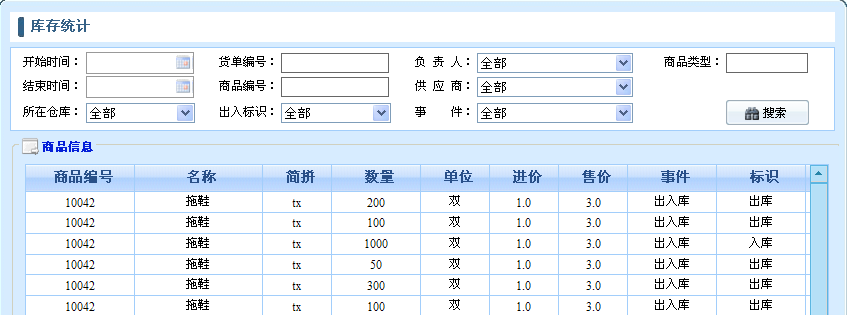 库存统计
开始时间： 货单编号： 负 责 人： 全部 商品类型：
结束时间： 商品编号： 供 应 商： 全部
所在仓库： 全部 出入标识： 全部 事 件： 全部 搜索
商品信息
商品编号 名称 简拼 数量 单位 进价 售价 事件 标识
10042 拖鞋 tx 200 双 1.0 3.0 出入库 出库
10042 拖鞋 tx 100 双 1.0 3.0 出入库 出库
10042 拖鞋 tx 1000 双 1.0 3.0 出入库 入库
10042 拖鞋 tx 50 双 1.0 3.0 出入库 出库
10042 拖鞋 tx 300 双 1.0 3.0 出入库 出库
10042 拖鞋 tx 100 双 1.0 3.0 出入库 出库